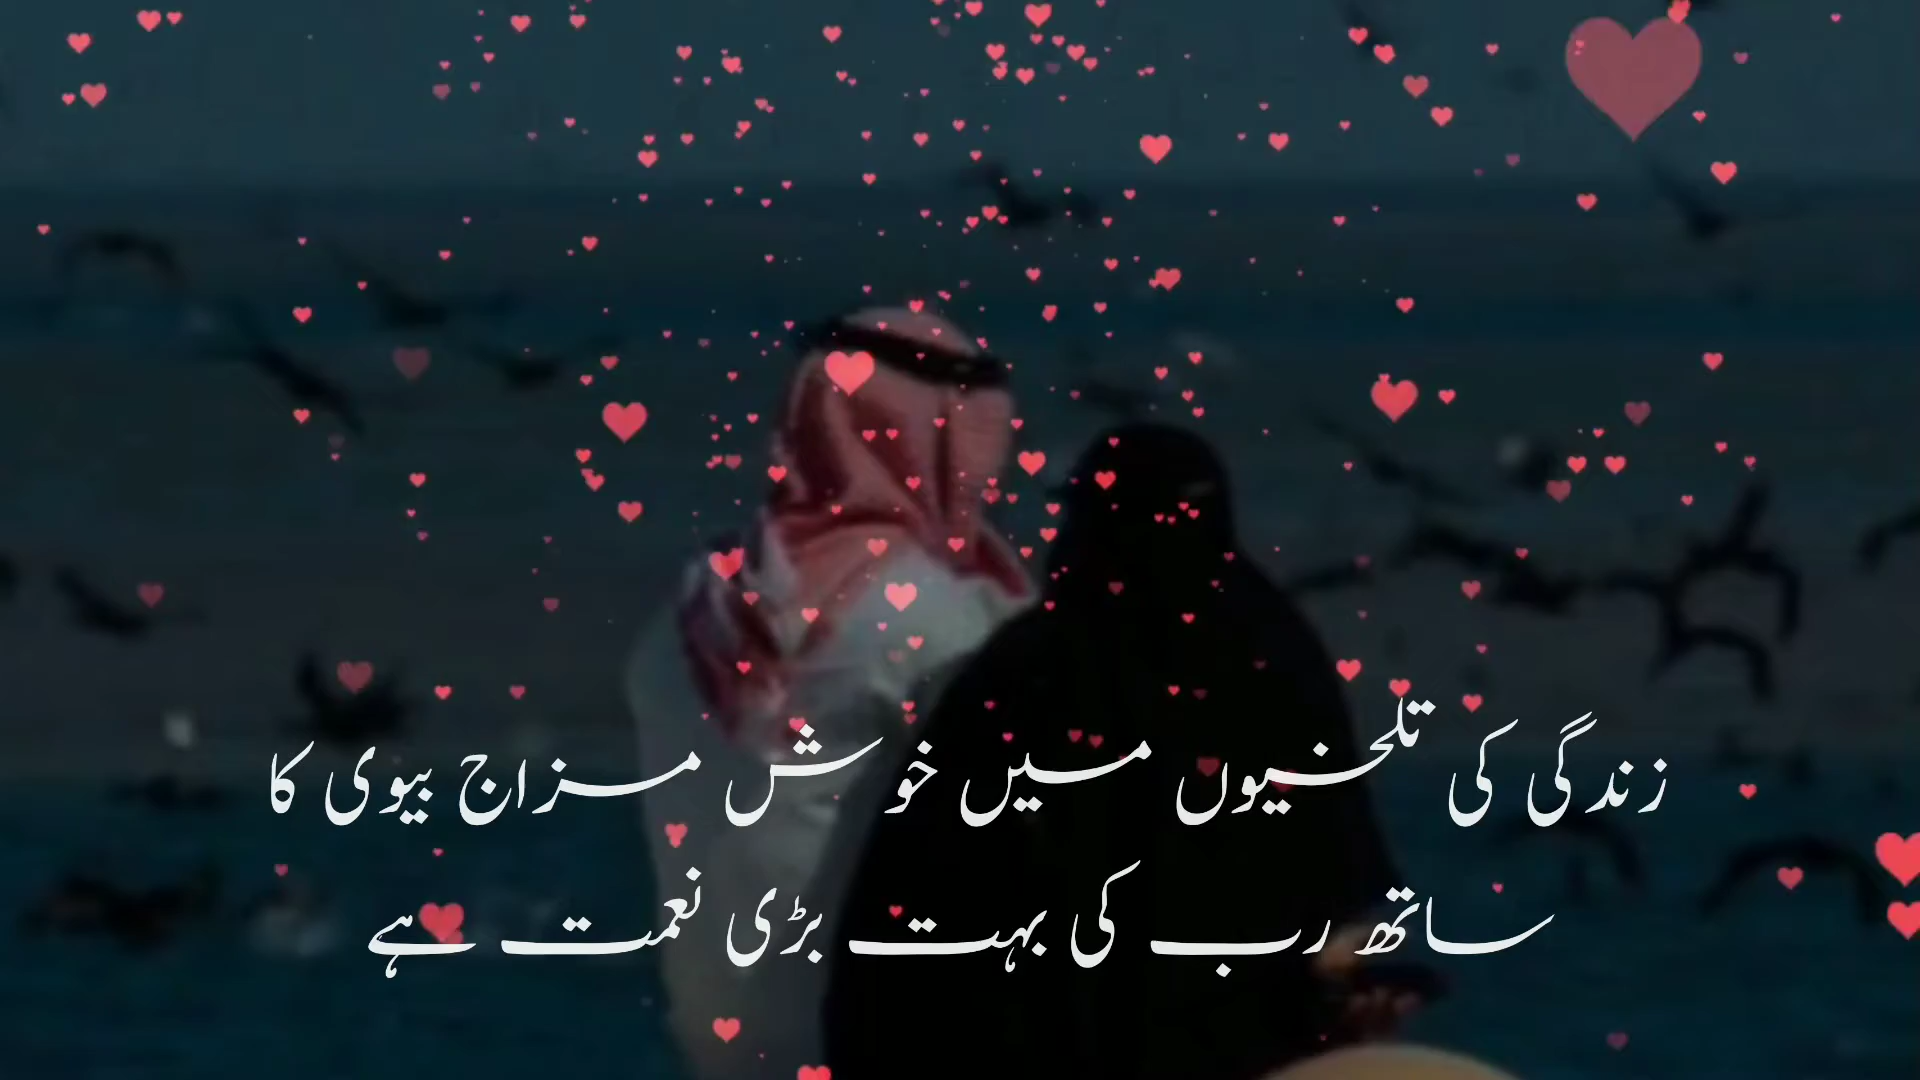 زندگی کی تلخیوں میں خوش مزاج بیوی کا
ساتھ رب کی بہت بڑی نعمت ہے